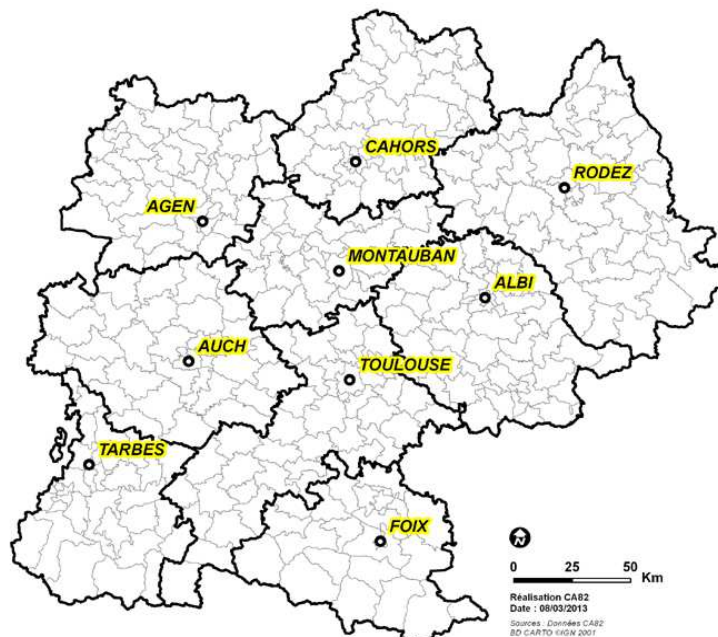 CAHORS
RODEZ
AGEN
MONTAUBAN
ALBI
AUCH
TOULOUSE
TARBES
FOIX
N
0 25 50
Km
Réalisation CA82
Date : 08/03/2013
Sources : Données CA82
BD CARTO ©IGN 2001